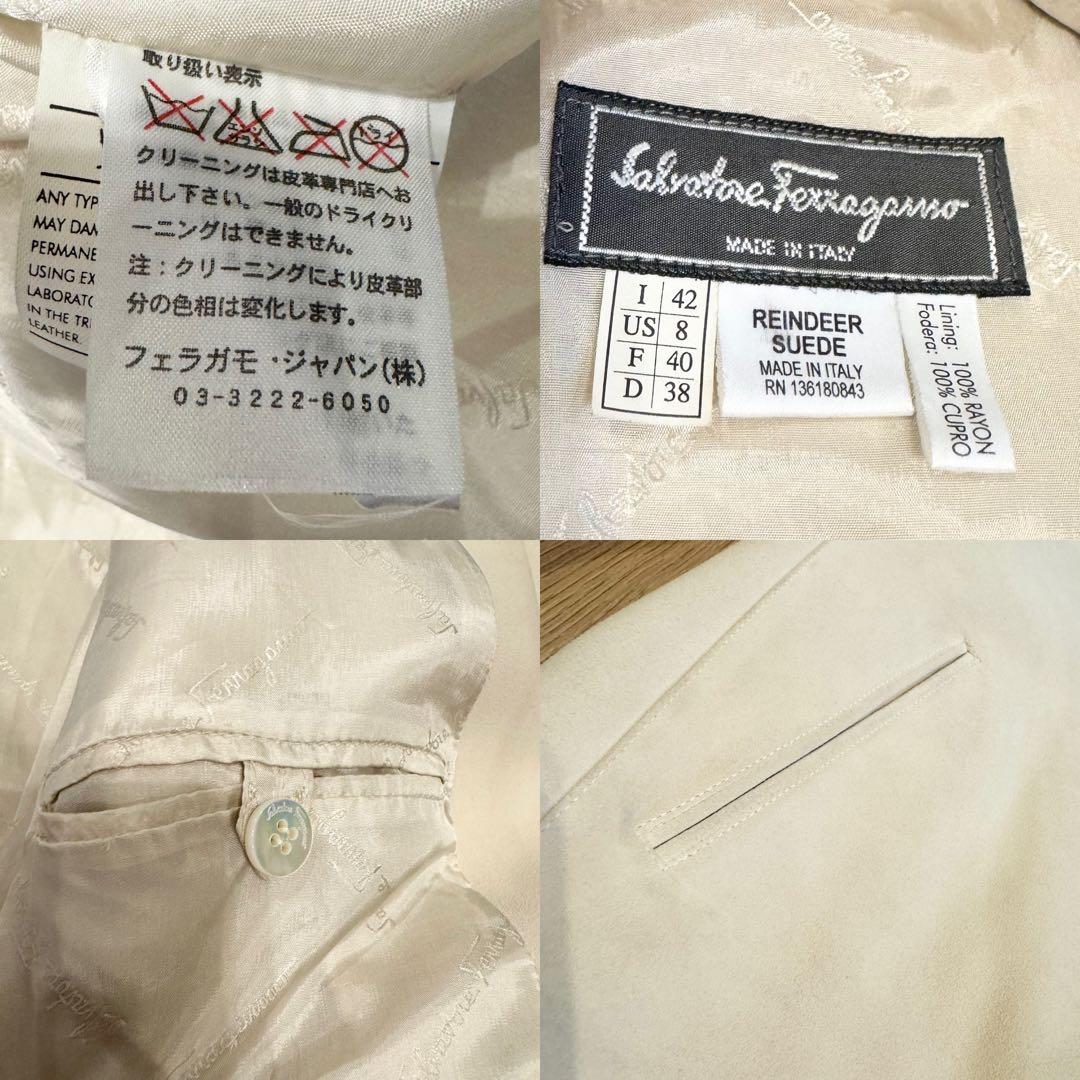 取り扱い表示
クリーニングは皮革専門店へお
出し下さい。一般のドライクリ
ーニングはできません。
注：クリーニングにより皮革部
分の色相は変化します。
フェラガモ・ジャパン(株)
03-3222-6050
ANY TYP
MAY DAM
PERMANE
USING EX
LABORATO
IN THE TR
LEATHER.
Salvatore Ferragamo
MADE IN ITALY
I 42
US 8
F 40
D 38
REINDEER
SUEDE
MADE IN ITALY
RN 136180843
Lining: 100% RAYON
Fodera: 100% CUPRO
Salvatore Ferragamo